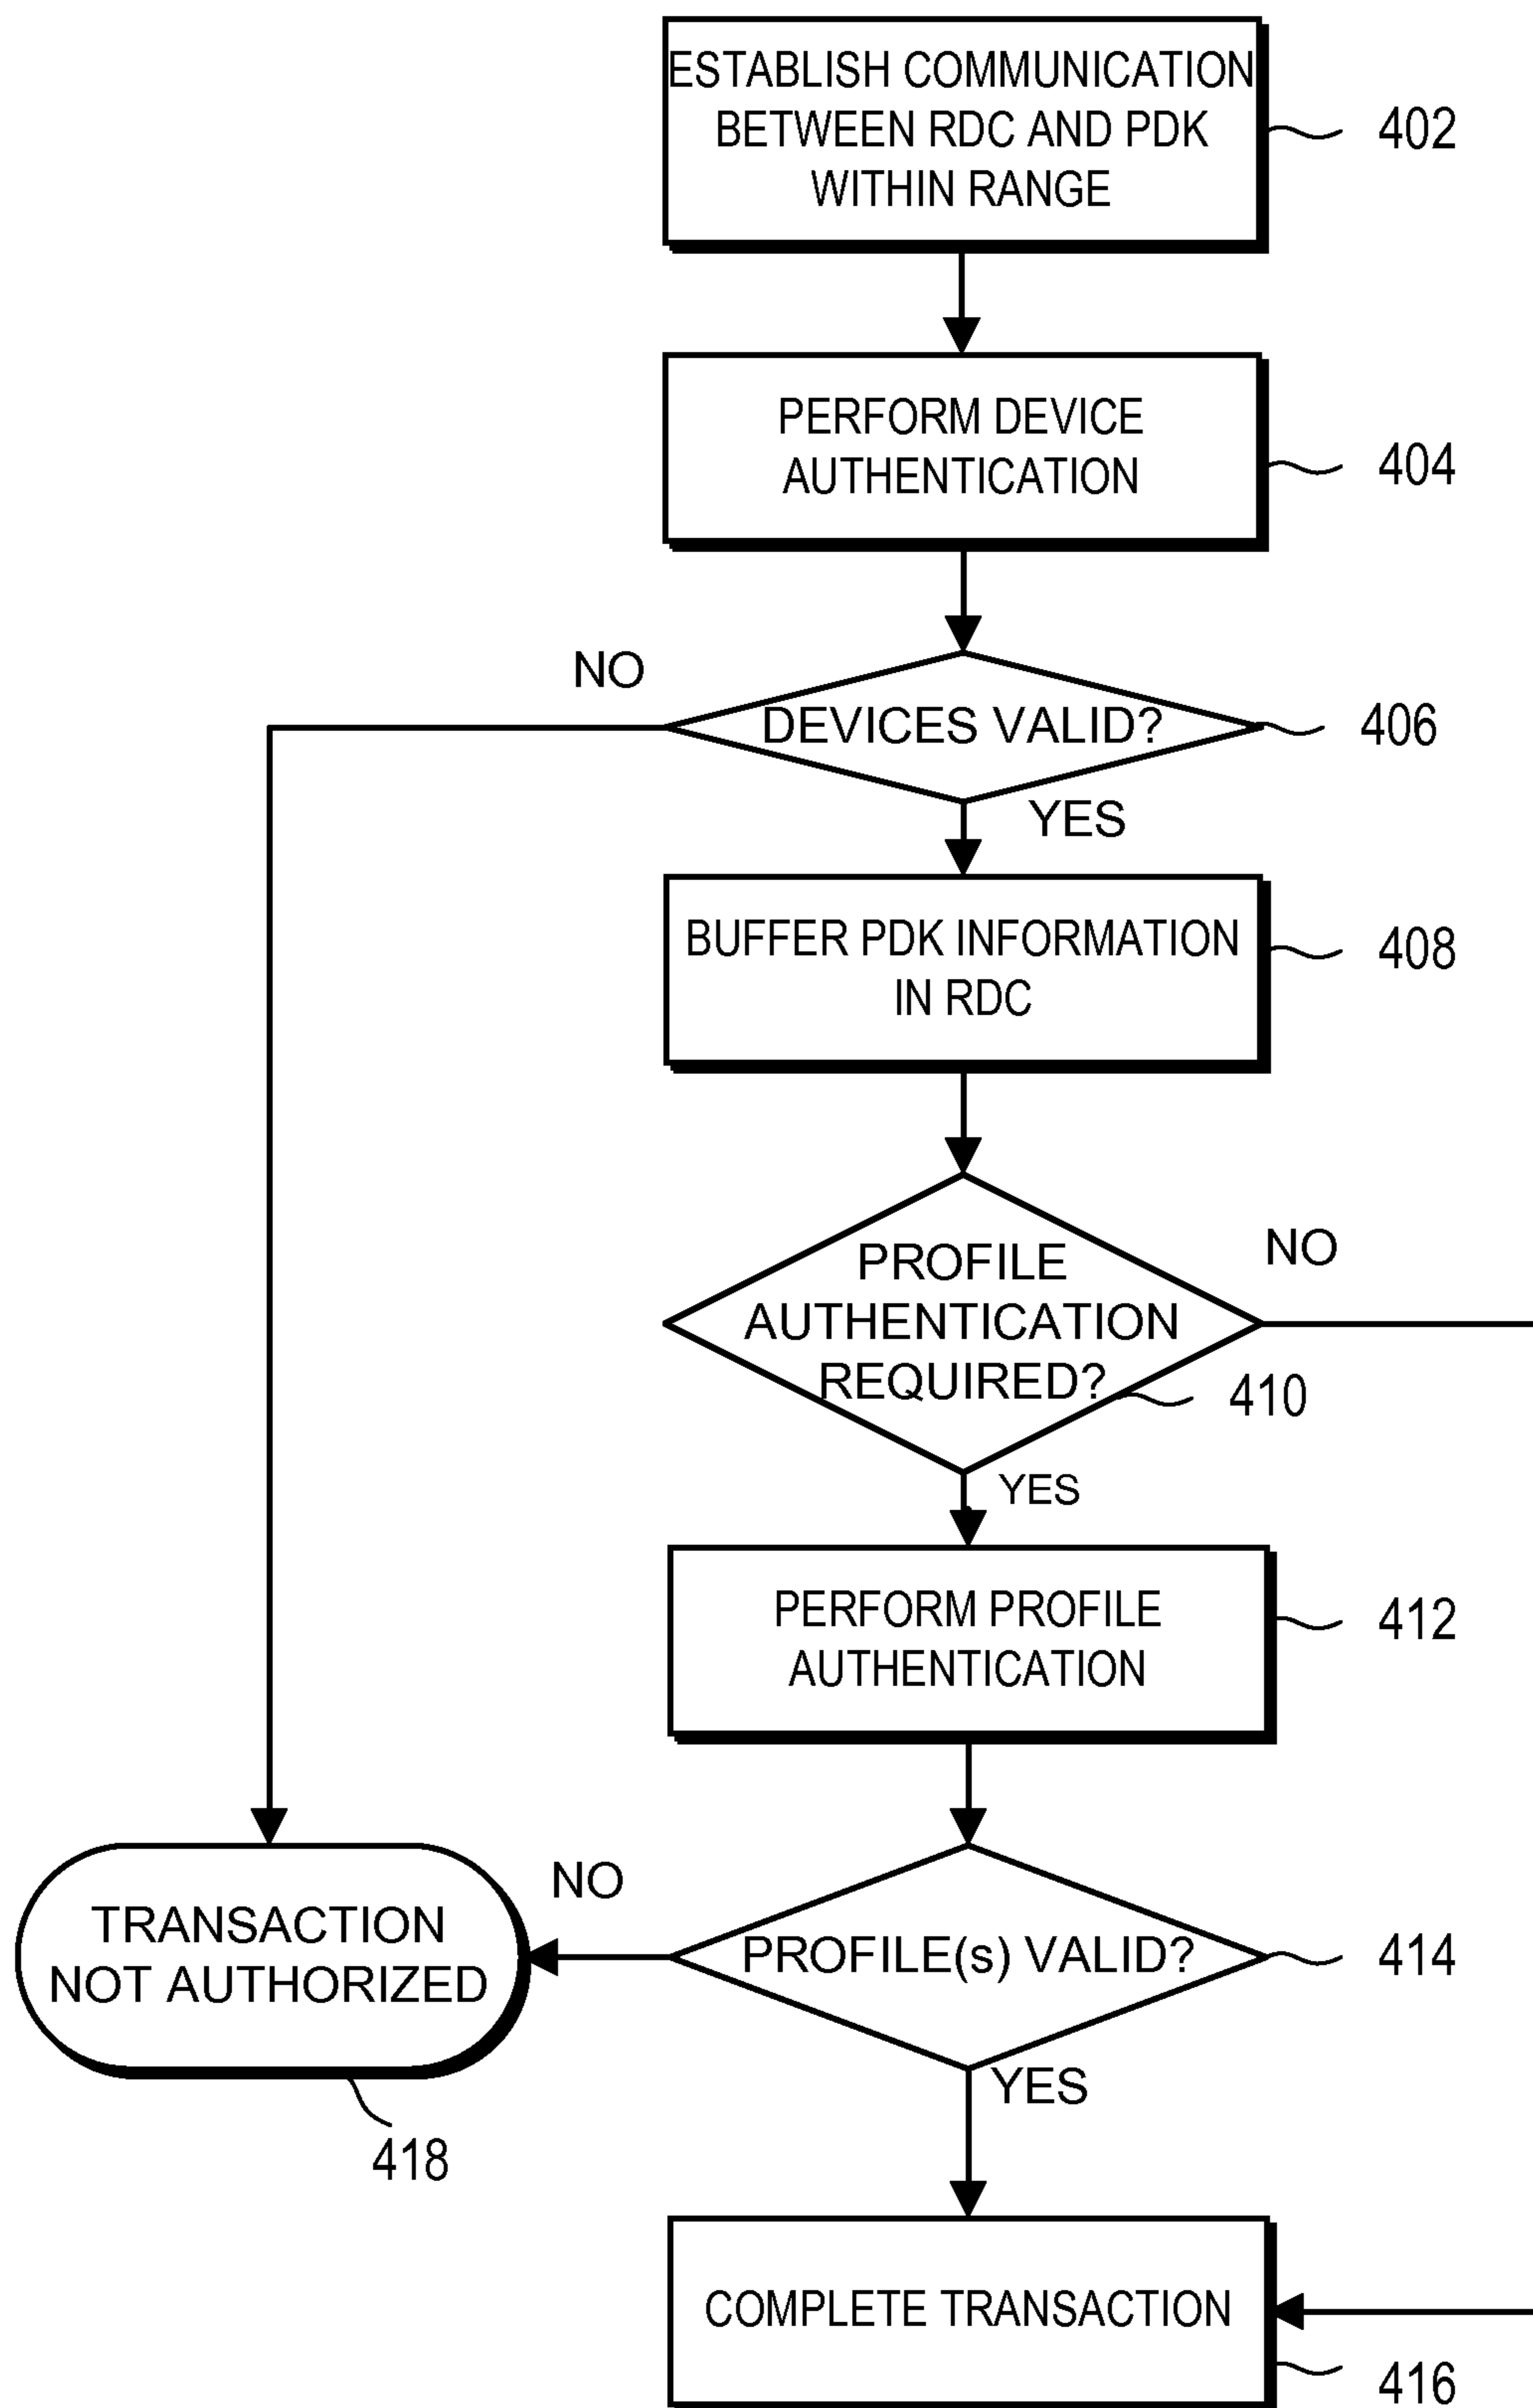 ESTABLISH COMMUNICATION
BETWEEN RDC AND PDK
WITHIN RANGE
402
PERFORM DEVICE
AUTHENTICATION
404
NO
DEVICES VALID?
406
YES
BUFFER PDK INFORMATION
IN RDC
408
PROFILE
AUTHENTICATION
REQUIRED?
NO
410
YES
PERFORM PROFILE
AUTHENTICATION
412
TRANSACTION
NOT AUTHORIZED
418
NO
PROFILE(s) VALID?
414
YES
COMPLETE TRANSACTION
416